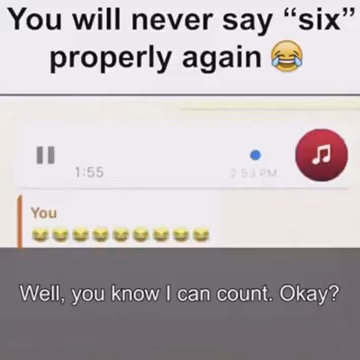 You will never say “six”
properly again 😂
1:55
2:53 PM
You
😂😂😂😂😂😂😂😂😂
Well, you know I can count. Okay?